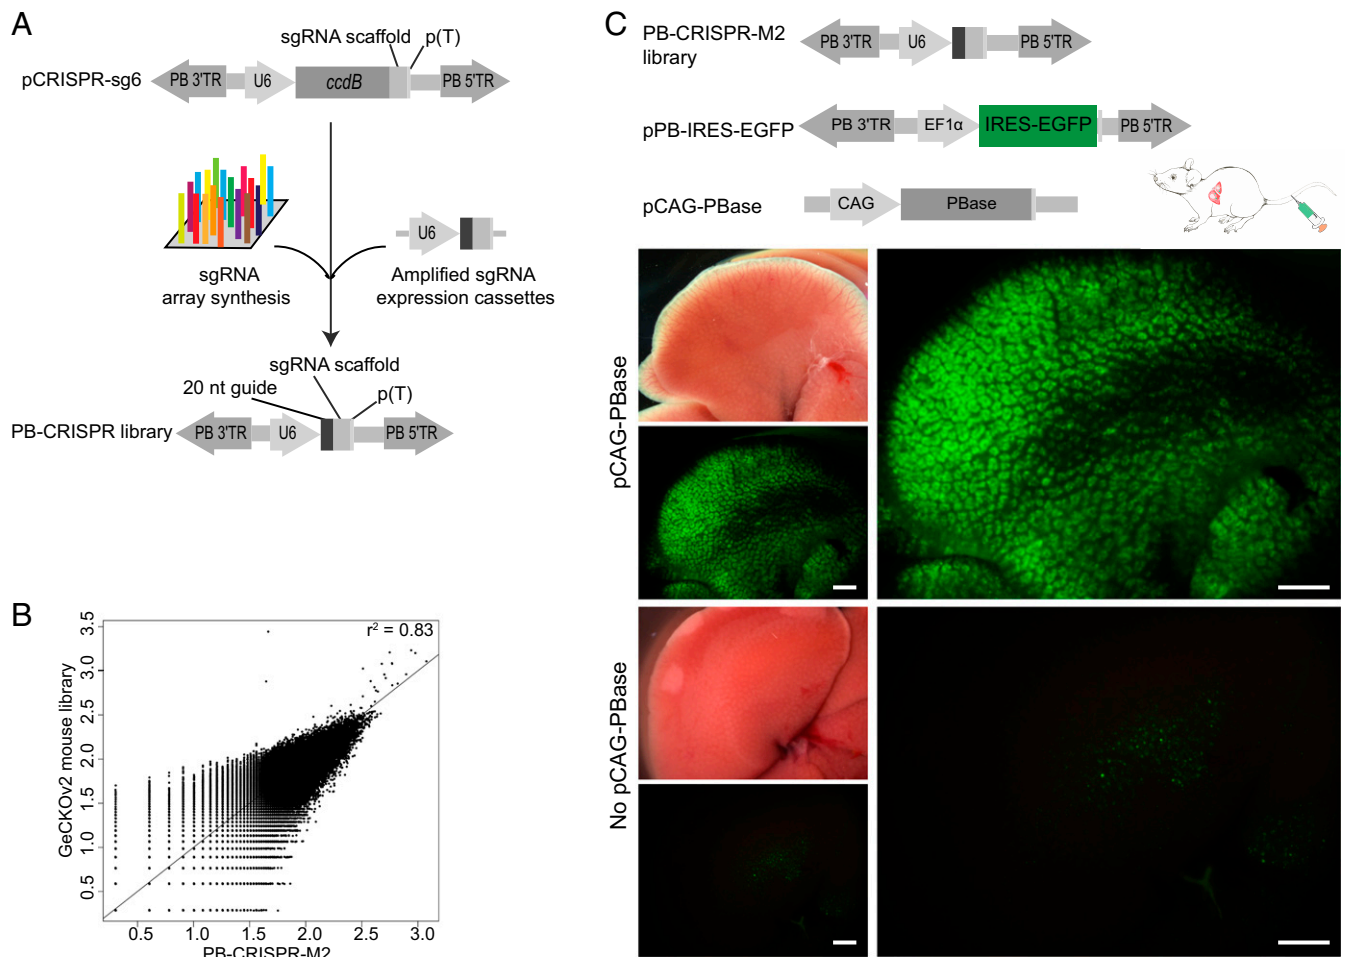 A
sgRNA scaffold
p(T)
pCRISPR-sg6
PB 3'TR
U6
ccdB
PB 5'TR
U6
sgRNA
array synthesis
Amplified sgRNA
expression cassettes
sgRNA scaffold
20 nt guide
p(T)
PB-CRISPR library
PB 3'TR
U6
PB 5'TR
B
r² = 0.83
GeCKOv2 mouse library
3.5
3.0
2.5
2.0
1.5
1.0
0.5
0.5
1.0
1.5
2.0
2.5
3.0
PB-CRISPR-M2
C
PB-CRISPR-M2
library
PB 3'TR
U6
PB 5'TR
pPB-IRES-EGFP
PB 3'TR
EF1α
IRES-EGFP
PB 5'TR
pCAG-PBase
CAG
PBase
pCAG-PBase
No pCAG-PBase